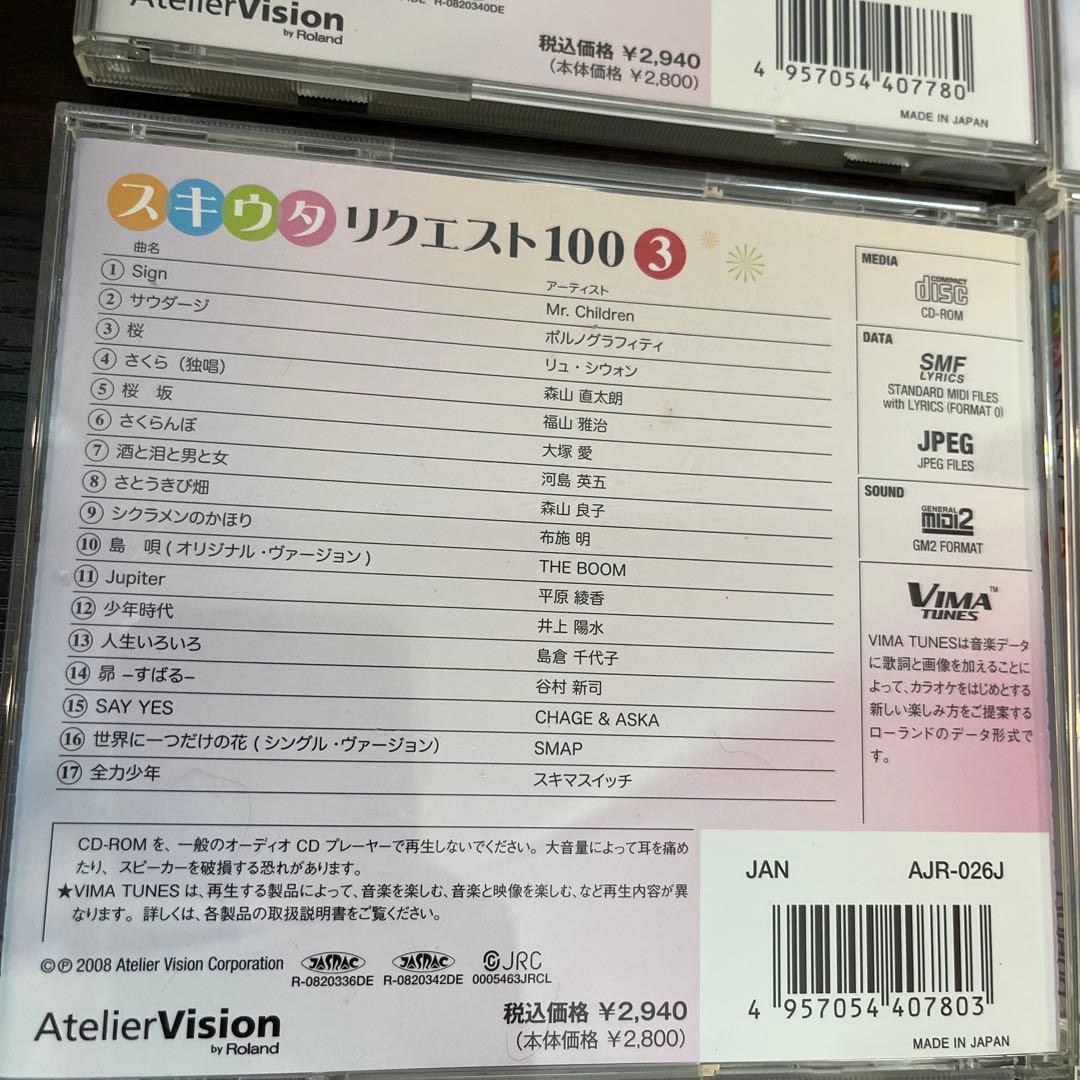 AtelierVision
by Roland
R-0820340DE
税込価格 ¥2,940
(本体価格 ¥2,800)
4 957054 407780
MADE IN JAPAN
スキウタ リクエスト100 3
曲名
アーティスト
① Sign
Mr. Children
② サウダージ
ポルノグラフィティ
③ 桜
リュ・シウォン
④ さくら（独唱）
森山 直太朗
⑤ 桜 坂
福山 雅治
⑥ さくらんぼ
大塚 愛
⑦ 酒と泪と男と女
河島 英五
⑧ さとうきび畑
森山 良子
⑨ シクラメンのかほり
布施 明
⑩ 島 唄 ( オリジナル・ヴァージョン )
THE BOOM
⑪ Jupiter
平原 綾香
⑫ 少年時代
井上 陽水
⑬ 人生いろいろ
島倉 千代子
⑭ 昴 −すばる−
谷村 新司
⑮ SAY YES
CHAGE & ASKA
⑯ 世界に一つだけの花 ( シングル・ヴァージョン)
SMAP
⑰ 全力少年
スキマスイッチ
MEDIA
COMPACT
disc
CD-ROM
DATA
SMF
LYRICS
STANDARD MIDI FILES
with LYRICS (FORMAT 0)
JPEG
JPEG FILES
SOUND
GENERAL
MIDI2
GM2 FORMAT
VIMA™
TUNES
VIMA TUNESは音楽データ
に歌詞と画像を加えることに
よって、カラオケをはじめとする
新しい楽しみ方をご提案する
ローランドのデータ形式で
す。
CD-ROM を、一般のオーディオ CD プレーヤーで再生しないでください。大音量によって耳を痛め
たり、スピーカーを破損する恐れがあります。
★VIMA TUNES は、再生する製品によって、音楽を楽しむ、音楽と映像を楽しむ、など再生内容が異
なります。詳しくは、各製品の取扱説明書をご覧ください。
©℗ 2008 Atelier Vision Corporation
JASRAC
R-0820336DE
JASRAC
R-0820342DE
JRC
0005463JRCL
AtelierVision
by Roland
税込価格 ¥2,940
(本体価格 ¥2,800)
JAN
AJR-026J
4 957054 407803
MADE IN JAPAN